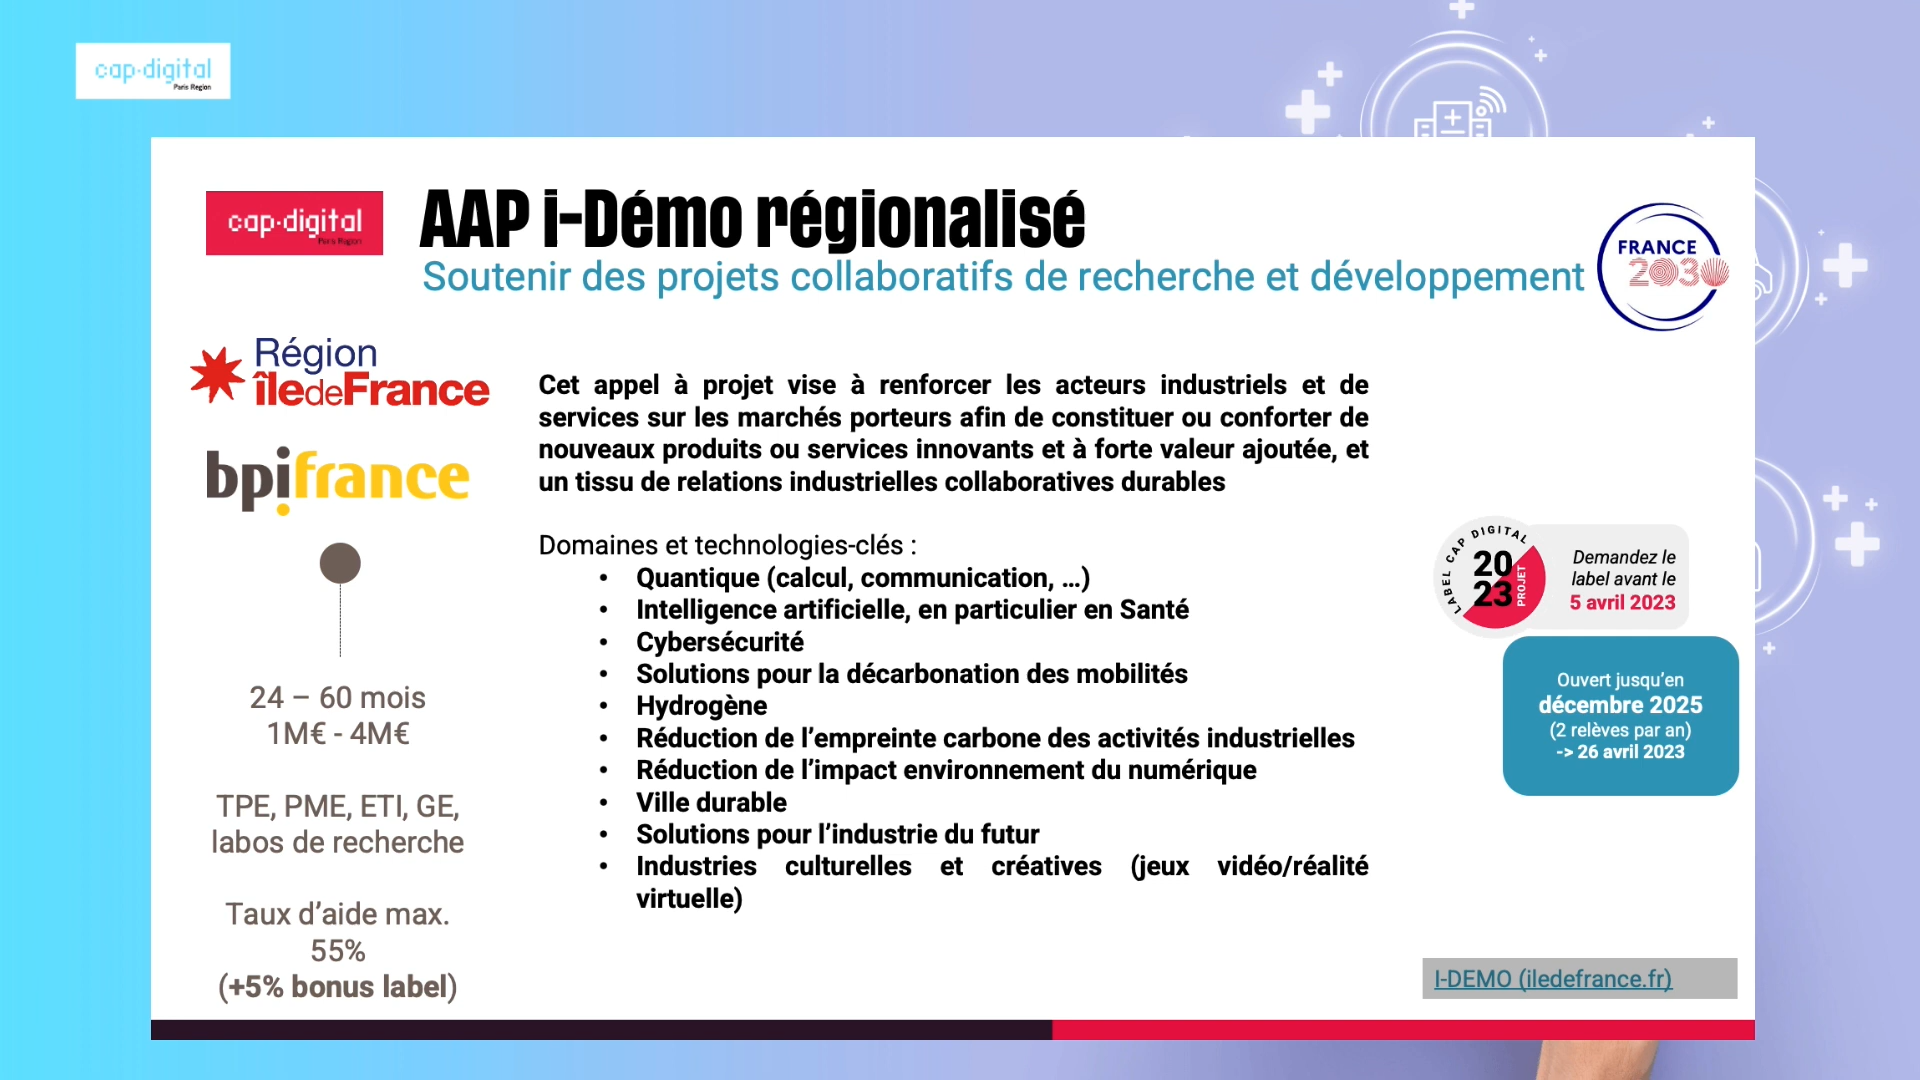 cap·digital
Paris Region
cap·digital
Paris Region
AAP i-Démo régionalisé
Soutenir des projets collaboratifs de recherche et développement
FRANCE
2030
Région
îledeFrance
bpifrance
24 – 60 mois
1M€ - 4M€
TPE, PME, ETI, GE,
labos de recherche
Taux d’aide max.
55%
(+5% bonus label)
Cet appel à projet vise à renforcer les acteurs industriels et de
services sur les marchés porteurs afin de constituer ou conforter de
nouveaux produits ou services innovants et à forte valeur ajoutée, et
un tissu de relations industrielles collaboratives durables
Domaines et technologies-clés :
• Quantique (calcul, communication, …)
• Intelligence artificielle, en particulier en Santé
• Cybersécurité
• Solutions pour la décarbonation des mobilités
• Hydrogène
• Réduction de l’empreinte carbone des activités industrielles
• Réduction de l’impact environnement du numérique
• Ville durable
• Solutions pour l’industrie du futur
• Industries culturelles et créatives (jeux vidéo/réalité
virtuelle)
LABEL CAP DIGITAL
20
23
PROJET
Demandez le
label avant le
5 avril 2023
Ouvert jusqu’en
décembre 2025
(2 relèves par an)
-> 26 avril 2023
I-DEMO (iledefrance.fr)